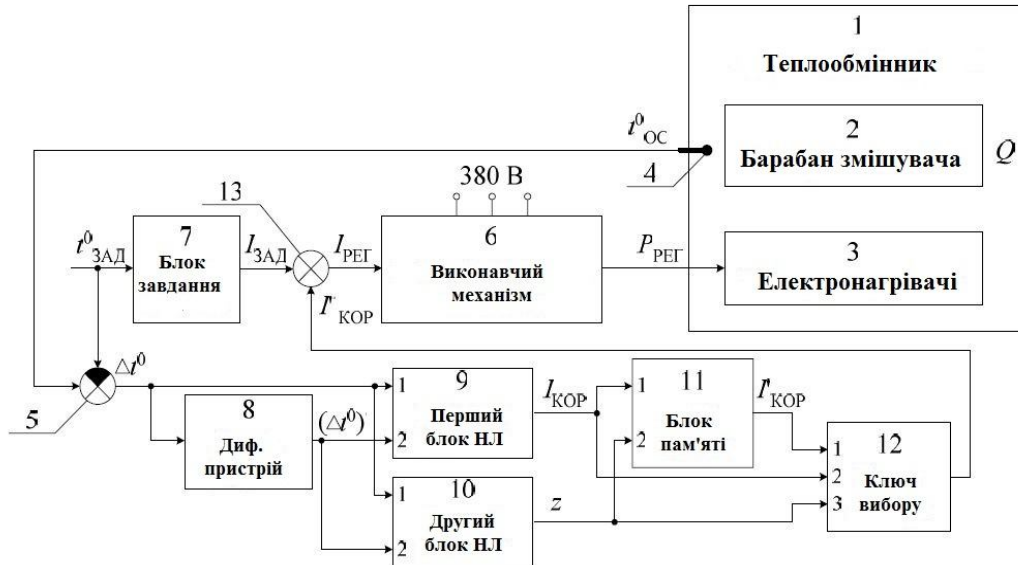 1
Теплообмінник
t⁰ОС
2
Барабан змішувача
Q
4
13
380 В
t⁰ЗАД
7
Блок
завдання
IЗАД
IРЕГ
6
Виконавчий
механізм
PРЕГ
3
Електронагрівачі
I'КОР
Δt⁰
5
8
Диф.
пристрій
(Δt⁰)
1
2
9
Перший
блок НЛ
IКОР
1
2
11
Блок
пам'яті
I'КОР
1
2
3
12
Ключ
вибору
1
2
10
Другий
блок НЛ
z